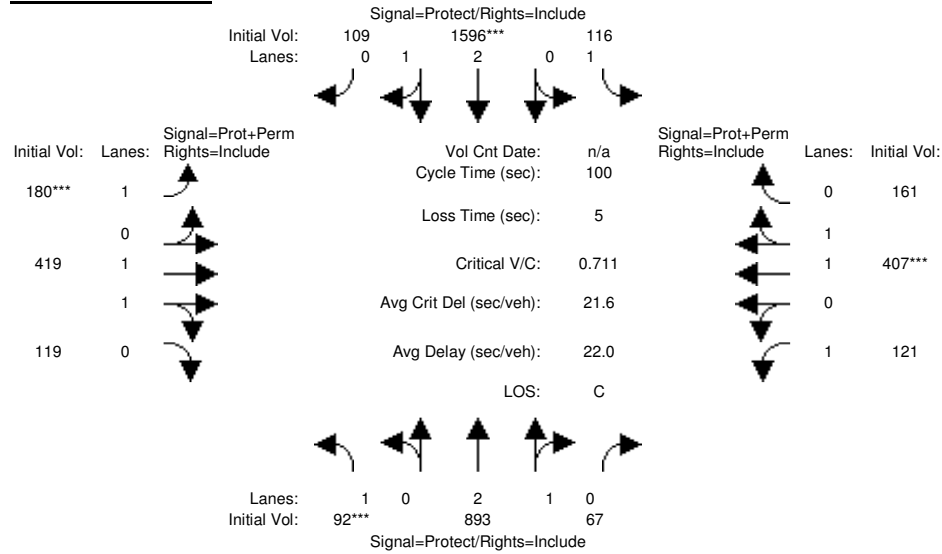 Signal=Protect/Rights=Include
Initial Vol: 109 1596*** 116
Lanes: 0 1 2 0 1
Signal=Prot+Perm
Initial Vol: Lanes: Rights=Include
Vol Cnt Date: n/a
Signal=Prot+Perm
Rights=Include Lanes: Initial Vol:
Cycle Time (sec): 100
180*** 1
0 161
Loss Time (sec): 5
0
1
419 1
Critical V/C: 0.711
1 407***
1
Avg Crit Del (sec/veh): 21.6
0
119 0
Avg Delay (sec/veh): 22.0
1 121
LOS: C
Lanes: 1 0 2 1 0
Initial Vol: 92*** 893 67
Signal=Protect/Rights=Include